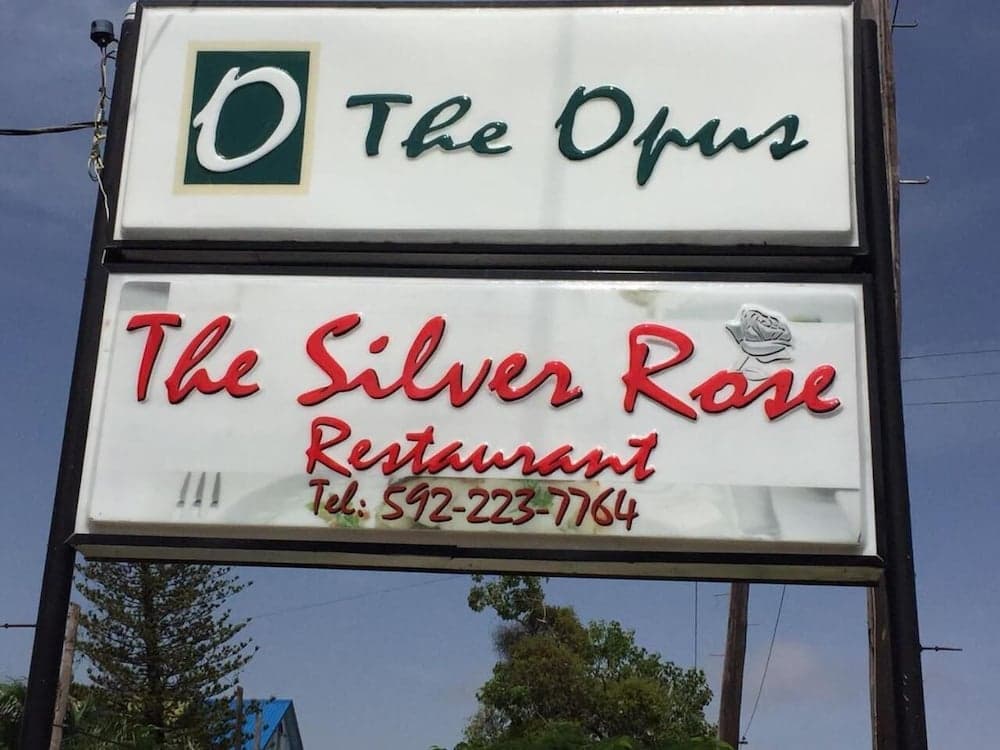 O The Opus
The Silver Rose
Restaurant
Tel: 592-223-7764